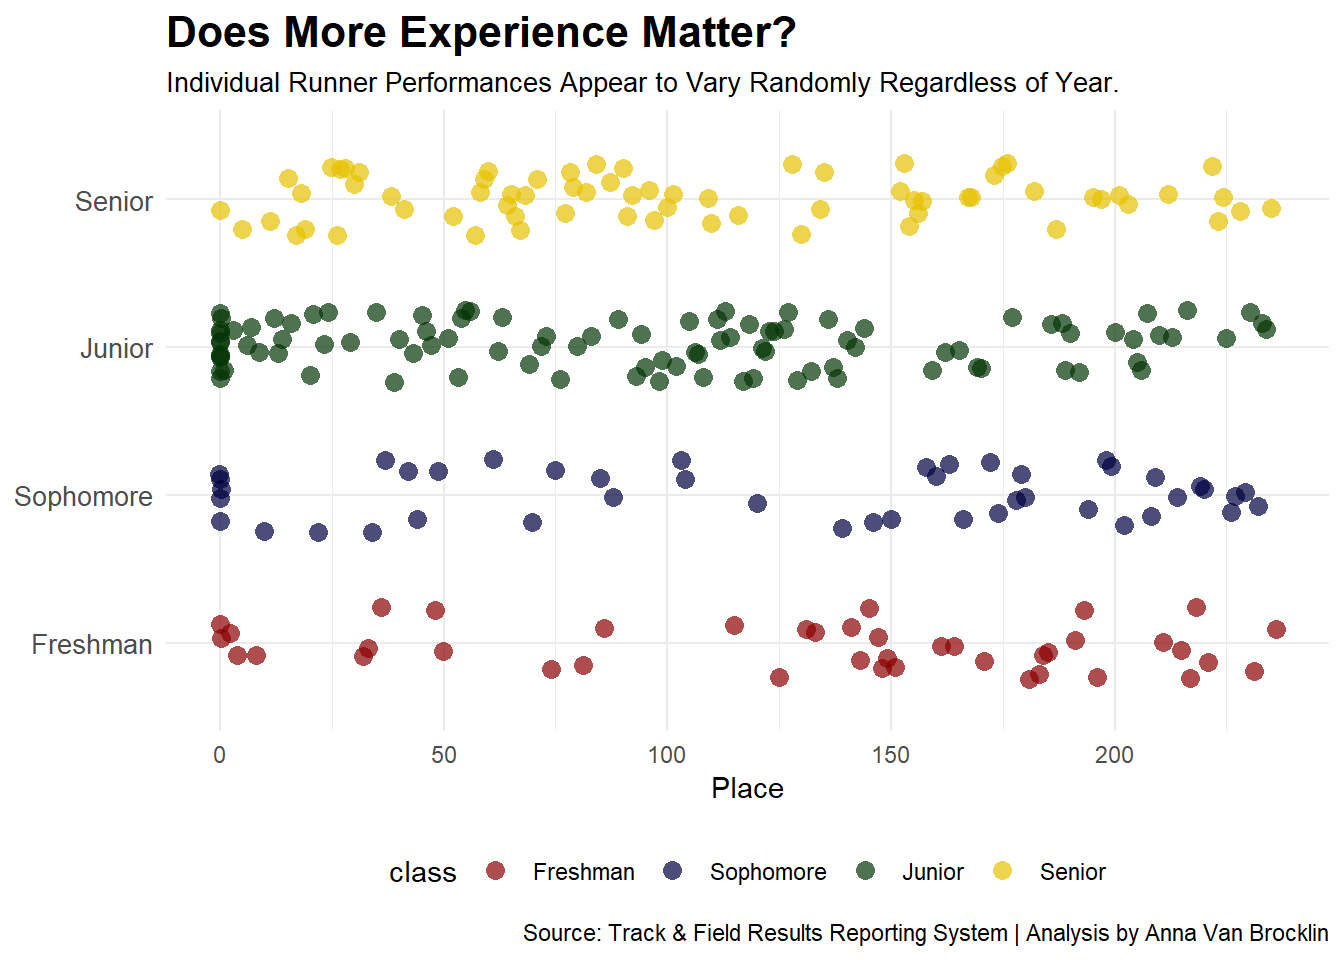 Does More Experience Matter?
Individual Runner Performances Appear to Vary Randomly Regardless of Year.
Senior
Junior
Sophomore
Freshman
0 50 100 150 200
Place
class Freshman Sophomore Junior Senior
Source: Track & Field Results Reporting System | Analysis by Anna Van Brocklin